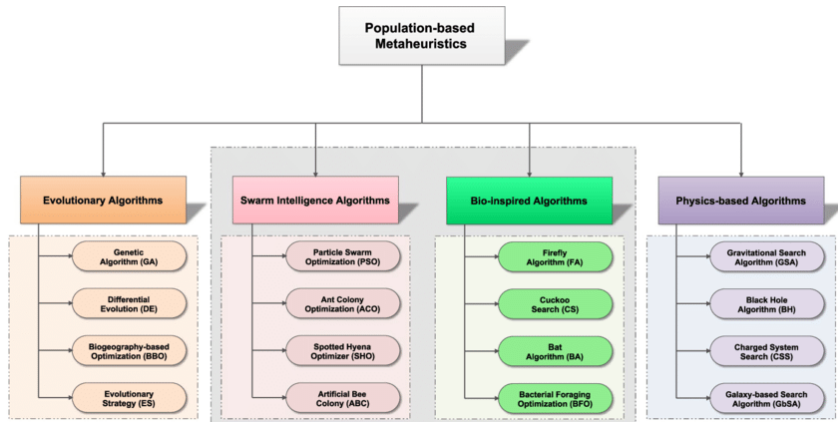 Population-based
Metaheuristics
Evolutionary Algorithms
Swarm Intelligence Algorithms
Bio-inspired Algorithms
Physics-based Algorithms
Genetic
Algorithm (GA)
Differential
Evolution (DE)
Biogeography-based
Optimization (BBO)
Evolutionary
Strategy (ES)
Particle Swarm
Optimization (PSO)
Ant Colony
Optimization (ACO)
Spotted Hyena
Optimizer (SHO)
Artificial Bee
Colony (ABC)
Firefly
Algorithm (FA)
Cuckoo
Search (CS)
Bat
Algorithm (BA)
Bacterial Foraging
Optimization (BFO)
Gravitational Search
Algorithm (GSA)
Black Hole
Algorithm (BH)
Charged System
Search (CSS)
Galaxy-based Search
Algorithm (GbSA)